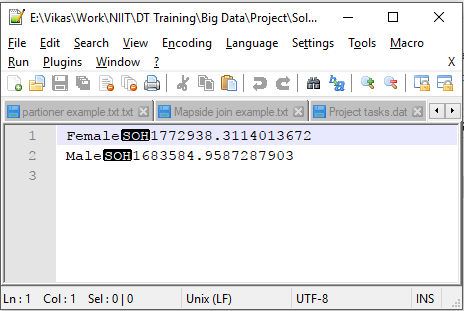 E:\Vikas\Work\NIIT\DT Training\Big Data\Project\Sol...
File Edit Search View Encoding Language Settings Tools Macro
Run Plugins Window ? X
partioner example.txt.txt Mapside join example.txt Project tasks.dat
1 FemaleSOH1772938.3114013672
2 MaleSOH1683584.9587287903
3
Ln : 1 Col : 1 Sel : 0 | 0 Unix (LF) UTF-8 INS